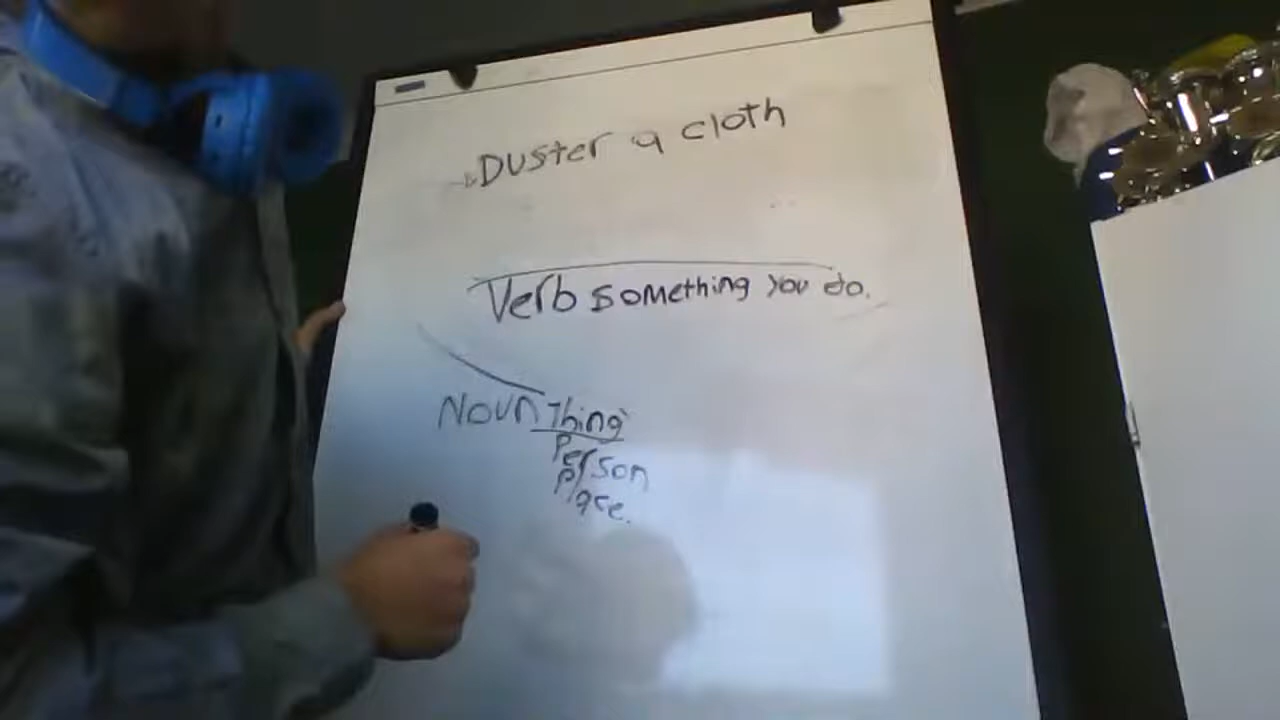 Duster a cloth
Verb something you do.
Noun Thing
Person
Place.